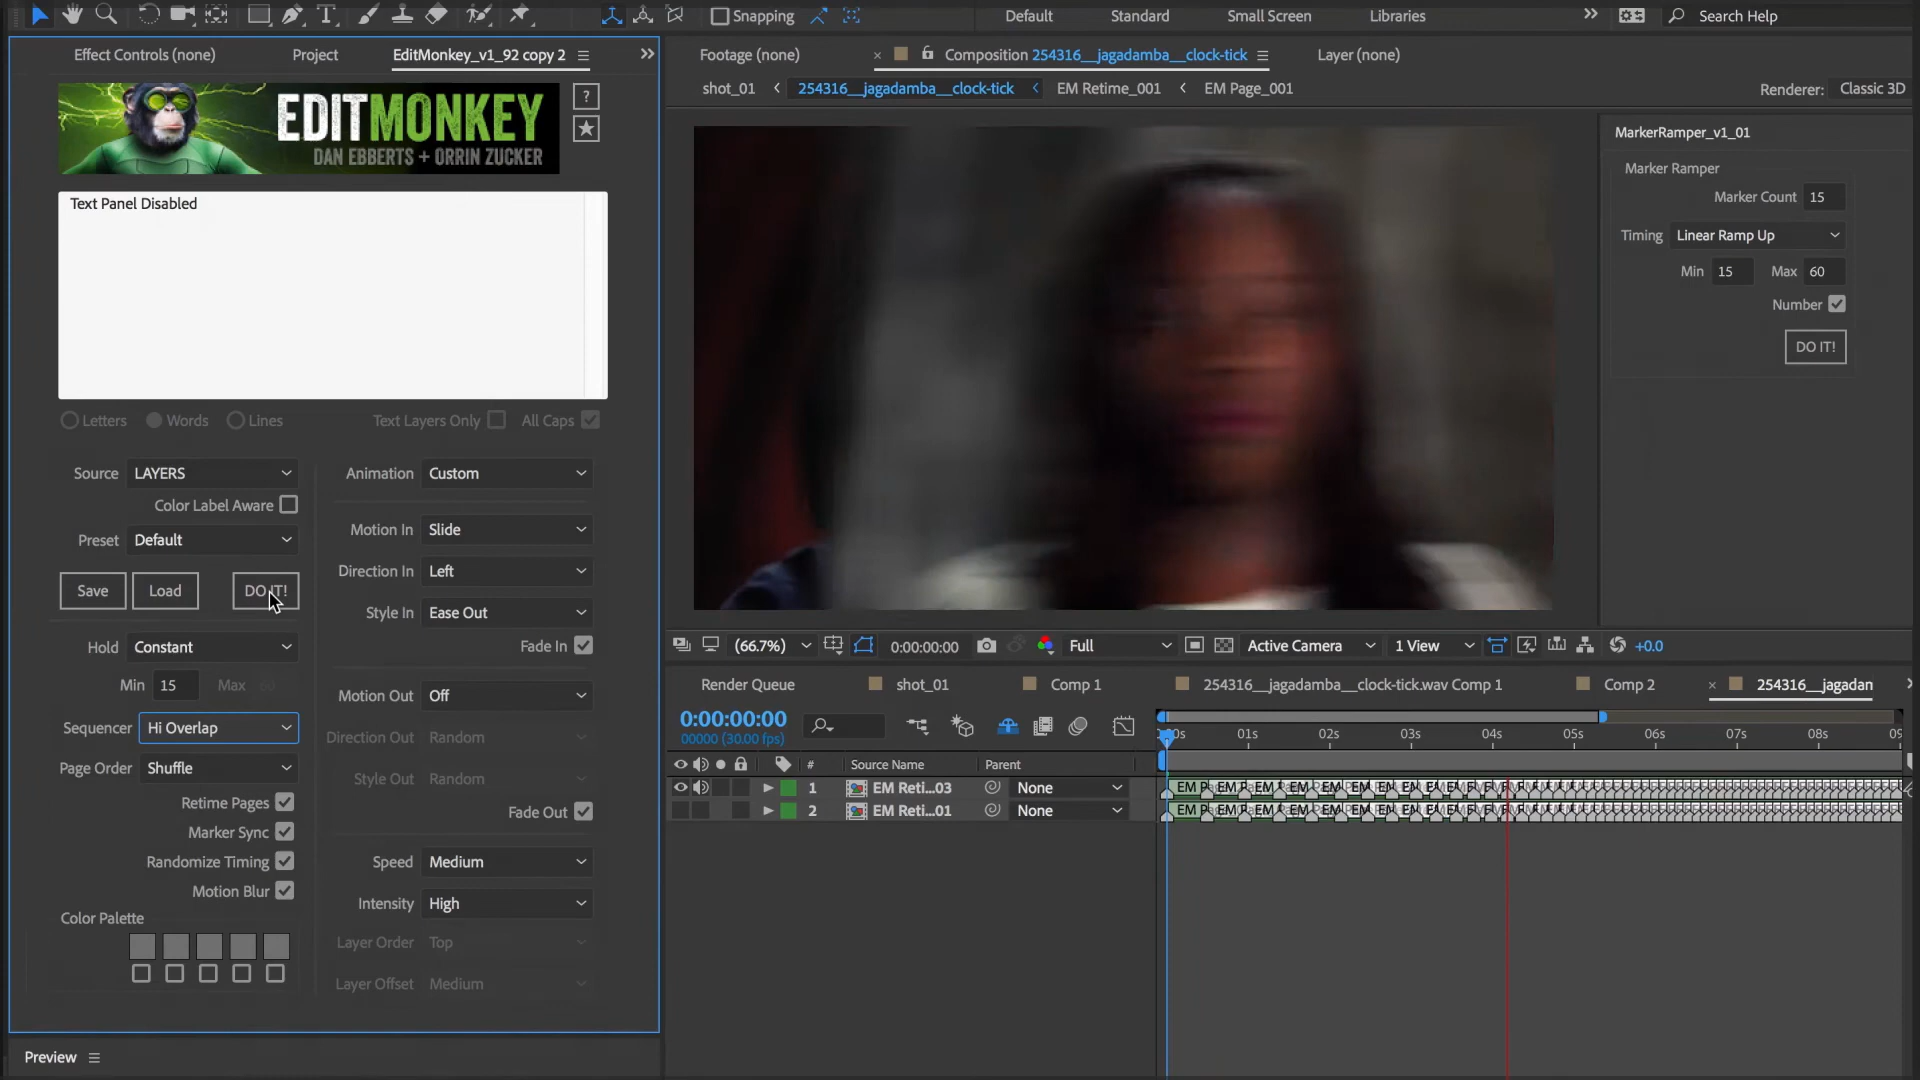 Snapping
Default
Standard
Small Screen
Libraries
Search Help
Effect Controls (none)
Project
EditMonkey_v1_92 copy 2
Footage (none)
Composition 254316__jagadamba__clock-tick
Layer (none)
shot_01
254316__jagadamba__clock-tick
EM Retime_001
EM Page_001
Renderer:
Classic 3D
EDITMONKEY
DAN EBBERTS + ORRIN ZUCKER
?
MarkerRamper_v1_01
Marker Ramper
Marker Count 15
Timing Linear Ramp Up
Min 15 Max 60
Number
DO IT!
Text Panel Disabled
Letters
Words
Lines
Text Layers Only
All Caps
Source LAYERS
Color Label Aware
Preset Default
Save
Load
DO IT!
Hold Constant
Min 15 Max 60
Sequencer Hi Overlap
Page Order Shuffle
Retime Pages
Marker Sync
Randomize Timing
Motion Blur
Color Palette
Animation Custom
Motion In Slide
Direction In Left
Style In Ease Out
Fade In
Motion Out Off
Direction Out Random
Style Out Random
Fade Out
Speed Medium
Intensity High
Layer Order Top
Layer Offset Medium
(66.7%)
0:00:00:00
Full
Active Camera
1 View
+0.0
Render Queue
shot_01
Comp 1
254316__jagadamba__clock-tick.wav Comp 1
Comp 2
254316__jagadan
0:00:00:00
00000 (30.00 fps)
01s 02s 03s 04s 05s 06s 07s 08s 09
# Source Name Parent
1 EM Reti...03 None
2 EM Reti...01 None
Preview